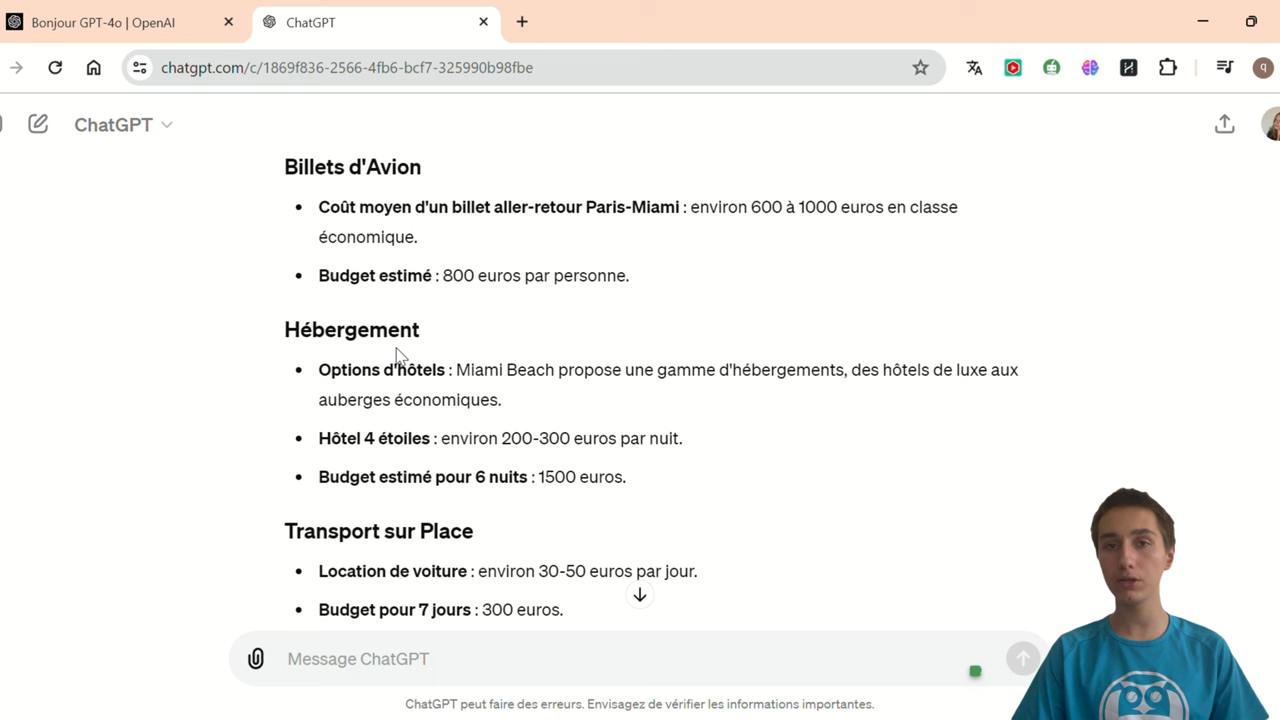 Bonjour GPT-4o | OpenAI
ChatGPT
chatgpt.com/c/1869f836-2566-4fb6-bcf7-325990b98fbe
q
ChatGPT
Billets d'Avion
Coût moyen d'un billet aller-retour Paris-Miami : environ 600 à 1000 euros en classe
économique.
Budget estimé : 800 euros par personne.
Hébergement
Options d'hôtels : Miami Beach propose une gamme d'hébergements, des hôtels de luxe aux
auberges économiques.
Hôtel 4 étoiles : environ 200-300 euros par nuit.
Budget estimé pour 6 nuits : 1500 euros.
Transport sur Place
Location de voiture : environ 30-50 euros par jour.
Budget pour 7 jours : 300 euros.
Message ChatGPT
ChatGPT peut faire des erreurs. Envisagez de vérifier les informations importantes.